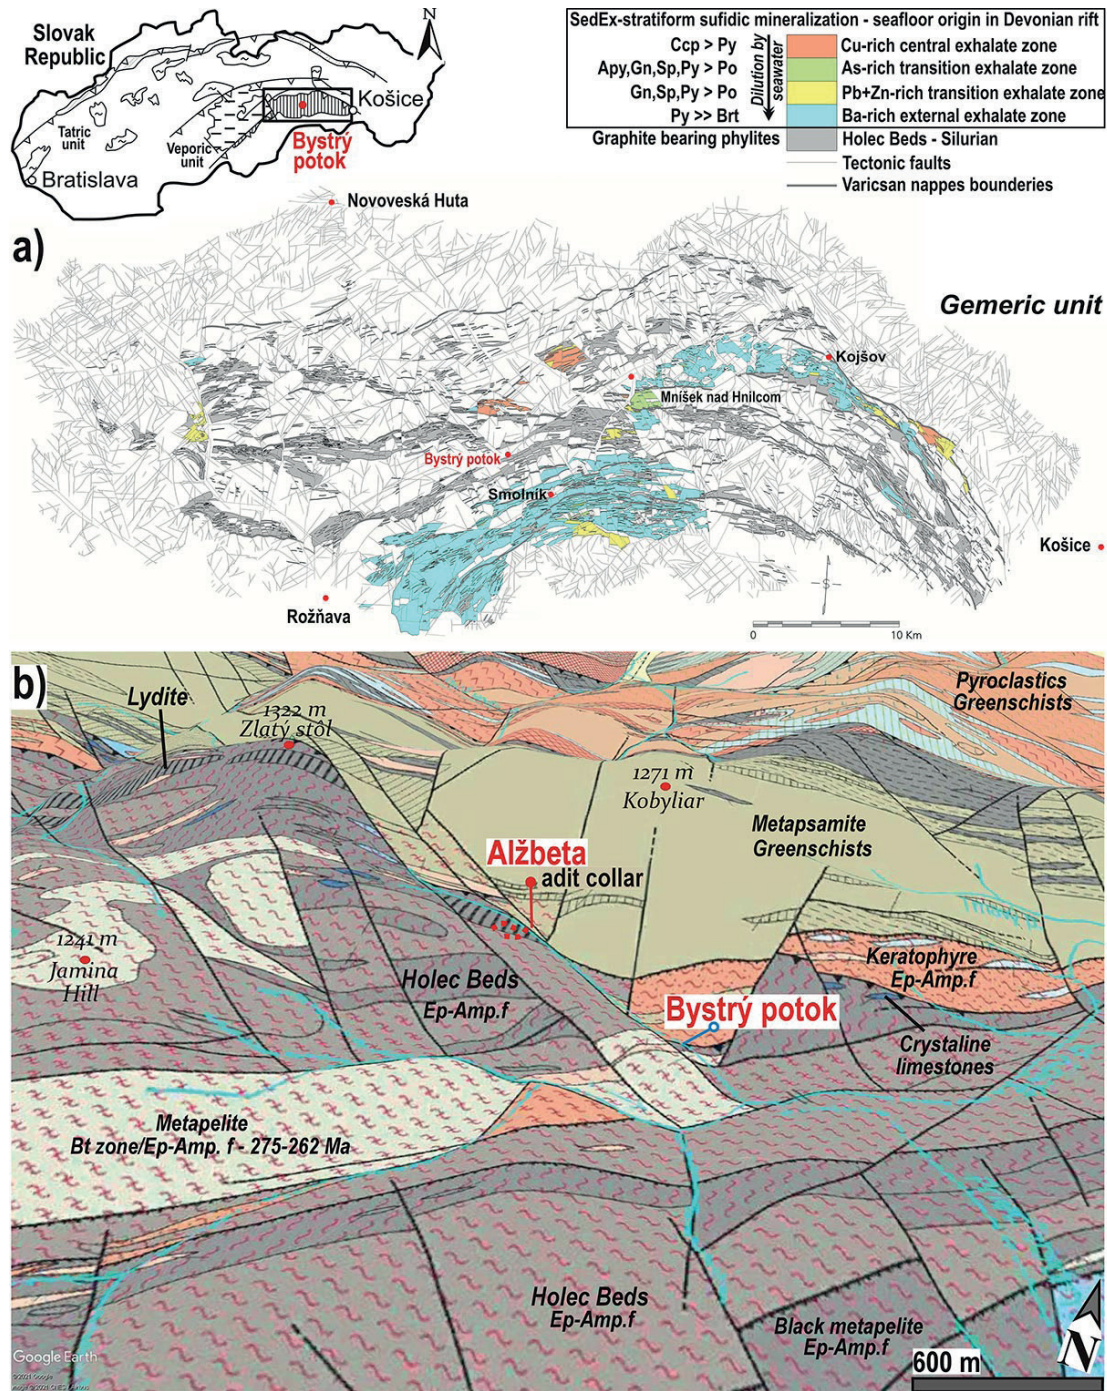 Slovak
Republic
N
Košice
Tatric
unit
Veporic
unit
Bystrý
potok
Bratislava
SedEx-stratiform sufidic mineralization - seafloor origin in Devonian rift
Ccp > Py
Cu-rich central exhalate zone
Apy,Gn,Sp,Py > Po
As-rich transition exhalate zone
Gn,Sp,Py > Po
Pb+Zn-rich transition exhalate zone
Py >> Brt
Ba-rich external exhalate zone
Dilution by
seawater
Graphite bearing phylites
Holec Beds - Silurian
Tectonic faults
Varicsan nappes bounderies
a)
Novoveská Huta
Gemeric unit
Kojšov
Mníšek nad Hnilcom
Bystrý potok
Smolník
Košice
Rožňava
S
0
10 Km
b)
Lydite
1322 m
Zlatý stôl
Pyroclastics
Greenschists
1271 m
Kobyliar
Metapsamite
Greenschists
Alžbeta
adit collar
1241 m
Jamina
Hill
Holec Beds
Ep-Amp.f
Keratophyre
Ep-Amp.f
Bystrý potok
Crystaline
limestones
Metapelite
Bt zone/Ep-Amp. f - 275-262 Ma
Holec Beds
Ep-Amp.f
Black metapelite
Ep-Amp.f
N
600 m
Google Earth
©2021 Google